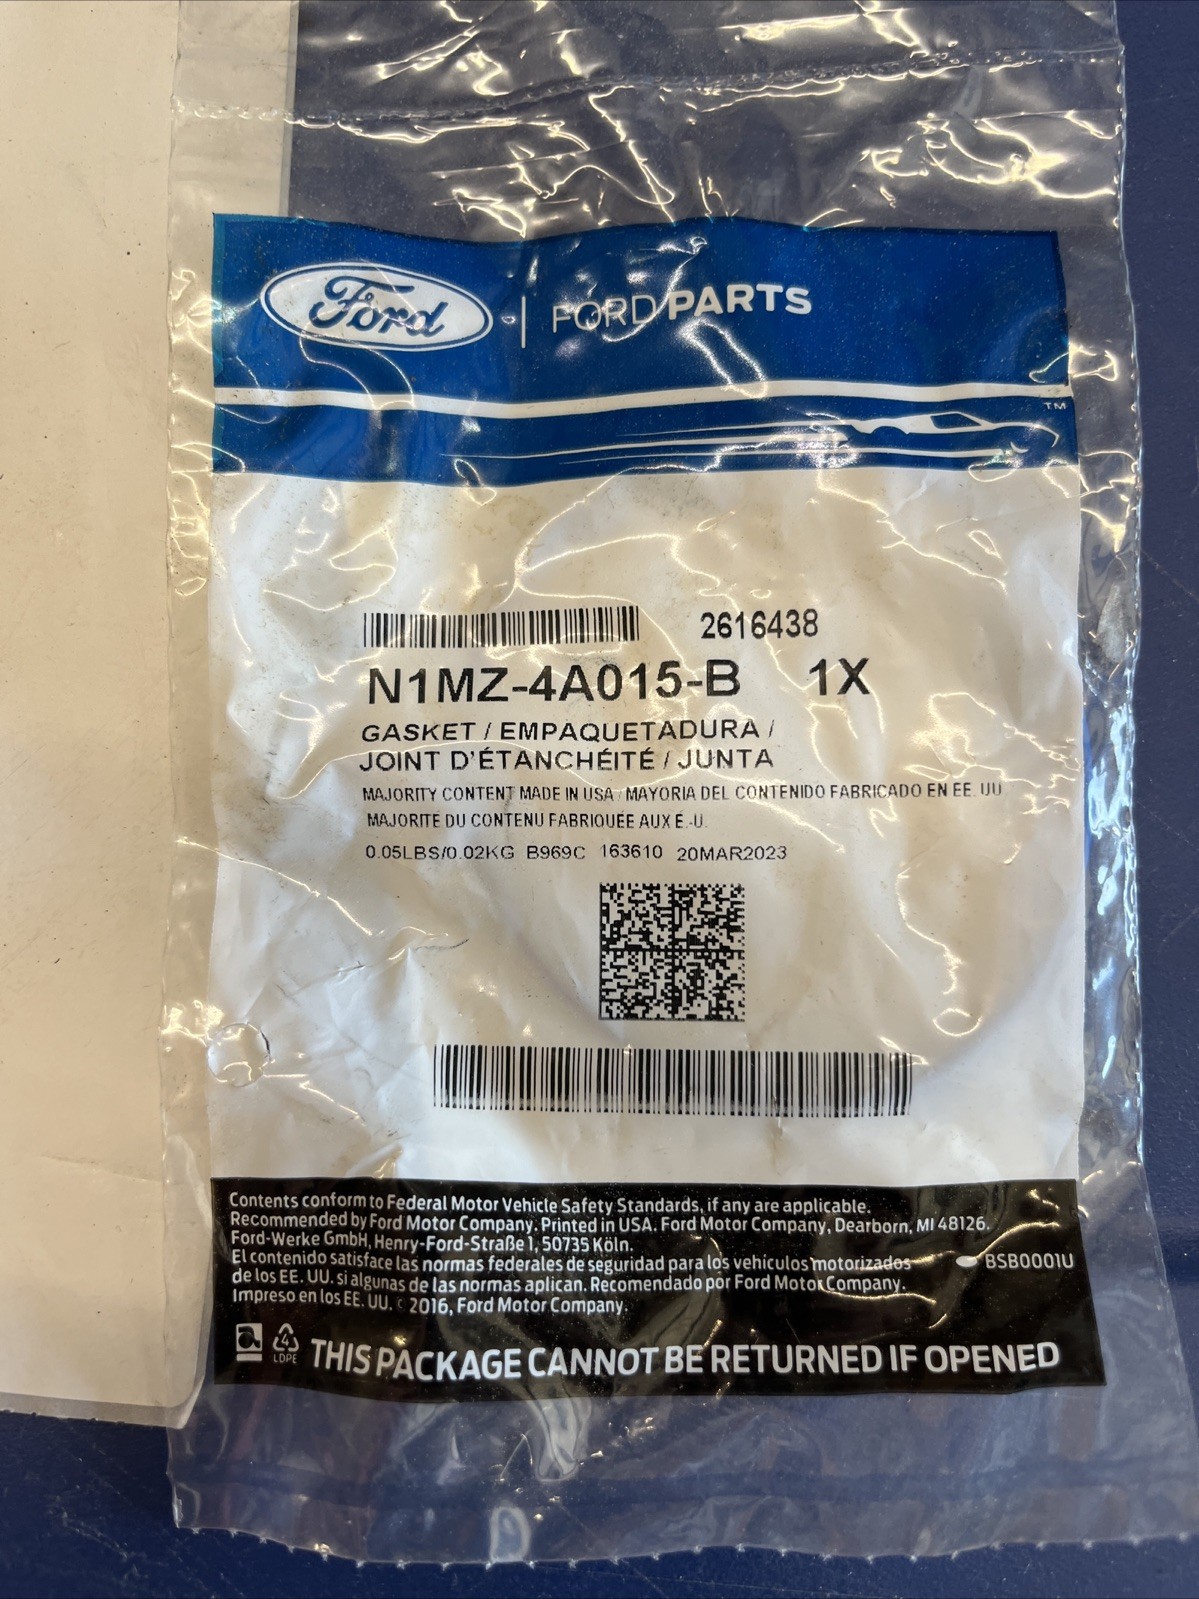 Ford
FORD PARTS
TM
2616438
N1MZ-4A015-B 1X
GASKET / EMPAQUETADURA /
JOINT D'ÉTANCHÉITÉ / JUNTA
MAJORITY CONTENT MADE IN USA / MAYORIA DEL CONTENIDO FABRICADO EN EE. UU
MAJORITE DU CONTENU FABRIQUÉE AUX É.-U.
0.05LBS/0.02KG B969C 163610 20MAR2023
Contents conform to Federal Motor Vehicle Safety Standards, if any are applicable.
Recommended by Ford Motor Company. Printed in USA. Ford Motor Company, Dearborn, MI 48126.
Ford-Werke GmbH, Henry-Ford-Straße 1, 50735 Köln.
El contenido satisface las normas federales de seguridad para los vehiculos motorizados
de los EE. UU. si algunas de las normas aplican. Recomendado por Ford Motor Company.
Impreso en los EE. UU. © 2016, Ford Motor Company.
BSB0001U
4
LDPE
THIS PACKAGE CANNOT BE RETURNED IF OPENED